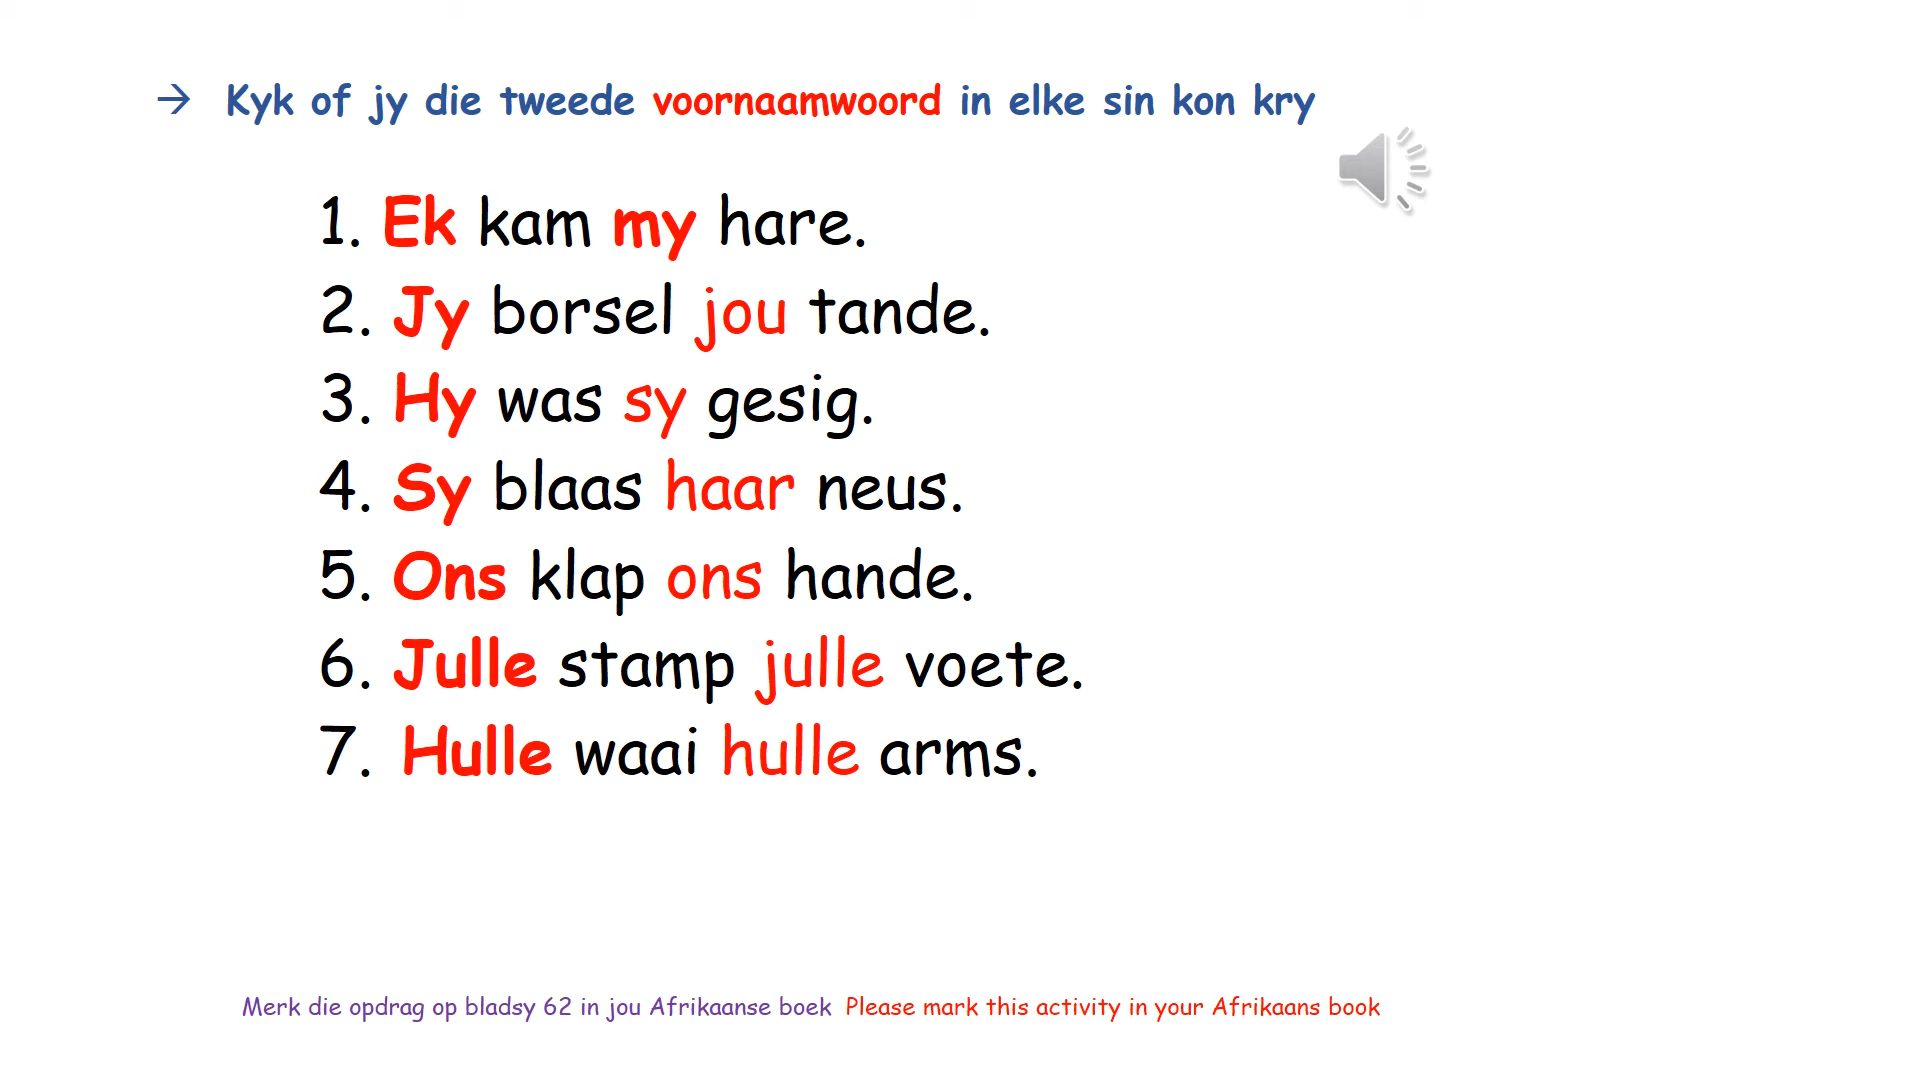 → Kyk of jy die tweede voornaamwoord in elke sin kon kry
1. Ek kam my hare.
2. Jy borsel jou tande.
3. Hy was sy gesig.
4. Sy blaas haar neus.
5. Ons klap ons hande.
6. Julle stamp julle voete.
7. Hulle waai hulle arms.
Merk die opdrag op bladsy 62 in jou Afrikaanse boek Please mark this activity in your Afrikaans book